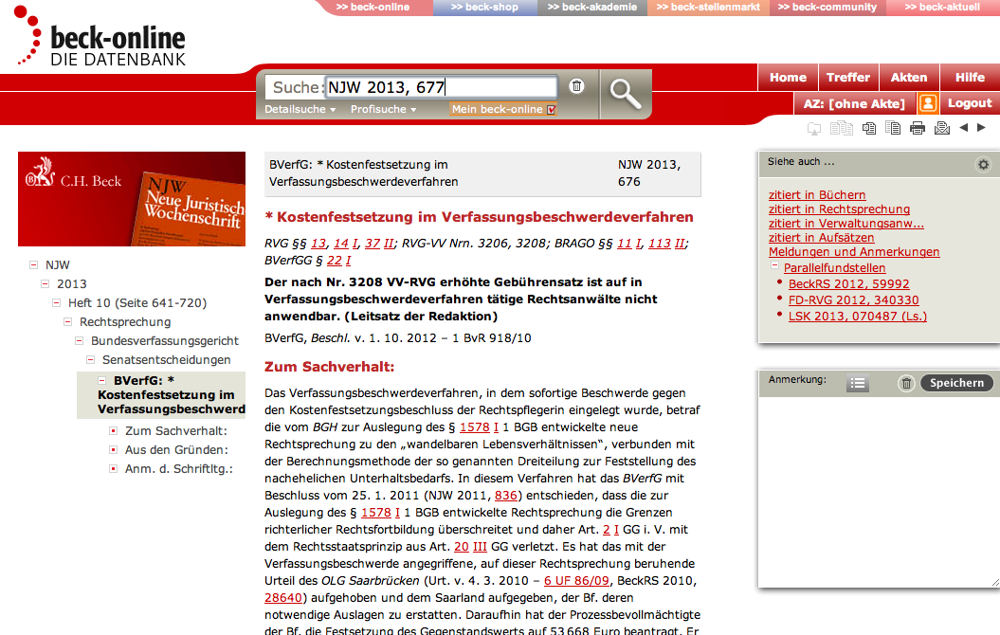 >> beck-online >> beck-shop >> beck-akademie >> beck-stellenmarkt >> beck-community >> beck-aktuell
beck-online
DIE DATENBANK
Suche: NJW 2013, 677
Detailsuche Profisuche Mein beck-online
Home Treffer Akten Hilfe
AZ: [ohne Akte] Logout
C.H. Beck
NJW
Neue Juristische
Wochenschrift
NJW
2013
Heft 10 (Seite 641-720)
Rechtsprechung
Bundesverfassungsgericht
Senatsentscheidungen
BVerfG: *
Kostenfestsetzung im
Verfassungsbeschwerd
Zum Sachverhalt:
Aus den Gründen:
Anm. d. Schriftltg.:
BVerfG: * Kostenfestsetzung im NJW 2013,
Verfassungsbeschwerdeverfahren 676
* Kostenfestsetzung im Verfassungsbeschwerdeverfahren
RVG §§ 13, 14 I, 37 II; RVG-VV Nrn. 3206, 3208; BRAGO §§ 11 I, 113 II;
BVerfGG § 22 I
Der nach Nr. 3208 VV-RVG erhöhte Gebührensatz ist auf in
Verfassungsbeschwerdeverfahren tätige Rechtsanwälte nicht
anwendbar. (Leitsatz der Redaktion)
BVerfG, Beschl. v. 1. 10. 2012 – 1 BvR 918/10
Zum Sachverhalt:
Das Verfassungsbeschwerdeverfahren, in dem sofortige Beschwerde gegen
den Kostenfestsetzungsbeschluss der Rechtspflegerin eingelegt wurde, betraf
die vom BGH zur Auslegung des § 1578 I 1 BGB entwickelte neue
Rechtsprechung zu den „wandelbaren Lebensverhältnissen“, verbunden mit
der Berechnungsmethode der so genannten Dreiteilung zur Feststellung des
nachehelichen Unterhaltsbedarfs. In diesem Verfahren hat das BVerfG mit
Beschluss vom 25. 1. 2011 (NJW 2011, 836) entschieden, dass die zur
Auslegung des § 1578 I 1 BGB entwickelte Rechtsprechung die Grenzen
richterlicher Rechtsfortbildung überschreitet und daher Art. 2 I GG i. V. mit
dem Rechtsstaatsprinzip aus Art. 20 III GG verletzt. Es hat das mit der
Verfassungsbeschwerde angegriffene, auf dieser Rechtsprechung beruhende
Urteil des OLG Saarbrücken (Urt. v. 4. 3. 2010 – 6 UF 86/09, BeckRS 2010,
28640) aufgehoben und dem Saarland aufgegeben, der Bf. deren
notwendige Auslagen zu erstatten. Daraufhin hat der Prozessbevollmächtigte
der Bf. die Festsetzung des Gegenstandswerts auf 53 668 Euro beantragt. Er
Siehe auch ...
zitiert in Büchern
zitiert in Rechtsprechung
zitiert in Verwaltungsanw...
zitiert in Aufsätzen
Meldungen und Anmerkungen
Parallelfundstellen
BeckRS 2012, 59992
FD-RVG 2012, 340330
LSK 2013, 070487 (Ls.)
Anmerkung: Speichern